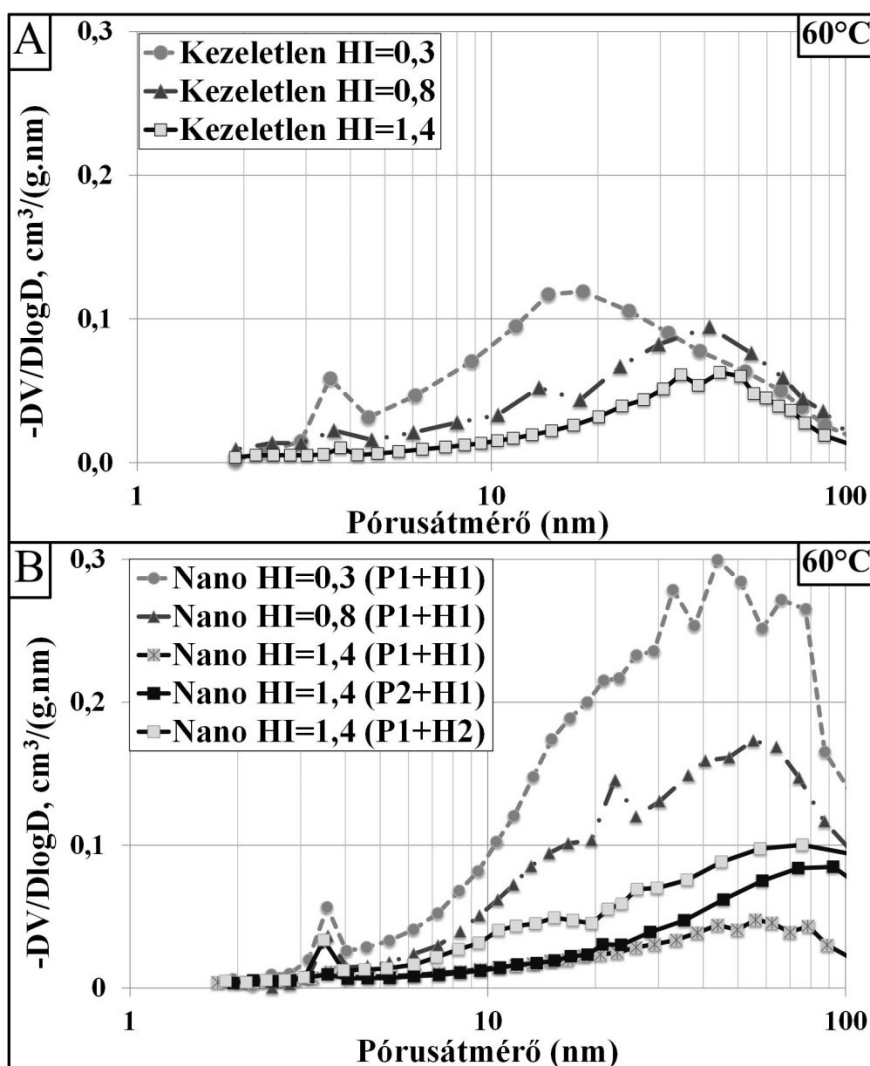 A
60°C
Kezeletlen HI=0,3
Kezeletlen HI=0,8
Kezeletlen HI=1,4
-DV/DlogD, cm³/(g.nm)
0,3
0,2
0,1
0,0
1
10
100
Pórusátmérő (nm)
B
60°C
Nano HI=0,3 (P1+H1)
Nano HI=0,8 (P1+H1)
Nano HI=1,4 (P1+H1)
Nano HI=1,4 (P2+H1)
Nano HI=1,4 (P1+H2)
-DV/DlogD, cm³/(g.nm)
0,3
0,2
0,1
0
1
10
100
Pórusátmérő (nm)